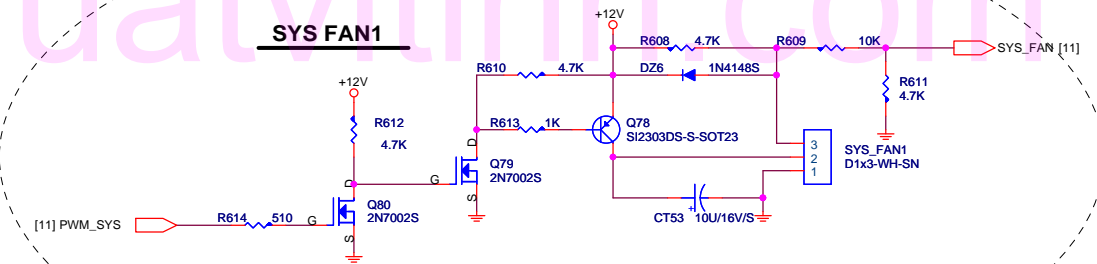 uatvitinh.com
SYS FAN1
+12V
R608 4.7K
R609 10K
SYS_FAN [11]
DZ6 1N4148S
R610 4.7K
+12V
R611
4.7K
R612
4.7K
R613 1K
Q78
SI2303DS-S-SOT23
D
G
S
Q79
2N7002S
3
2
1
SYS_FAN1
D1x3-WH-SN
D
G
S
Q80
2N7002S
CT53 10U/16V/S
+
[11] PWM_SYS
R614 510